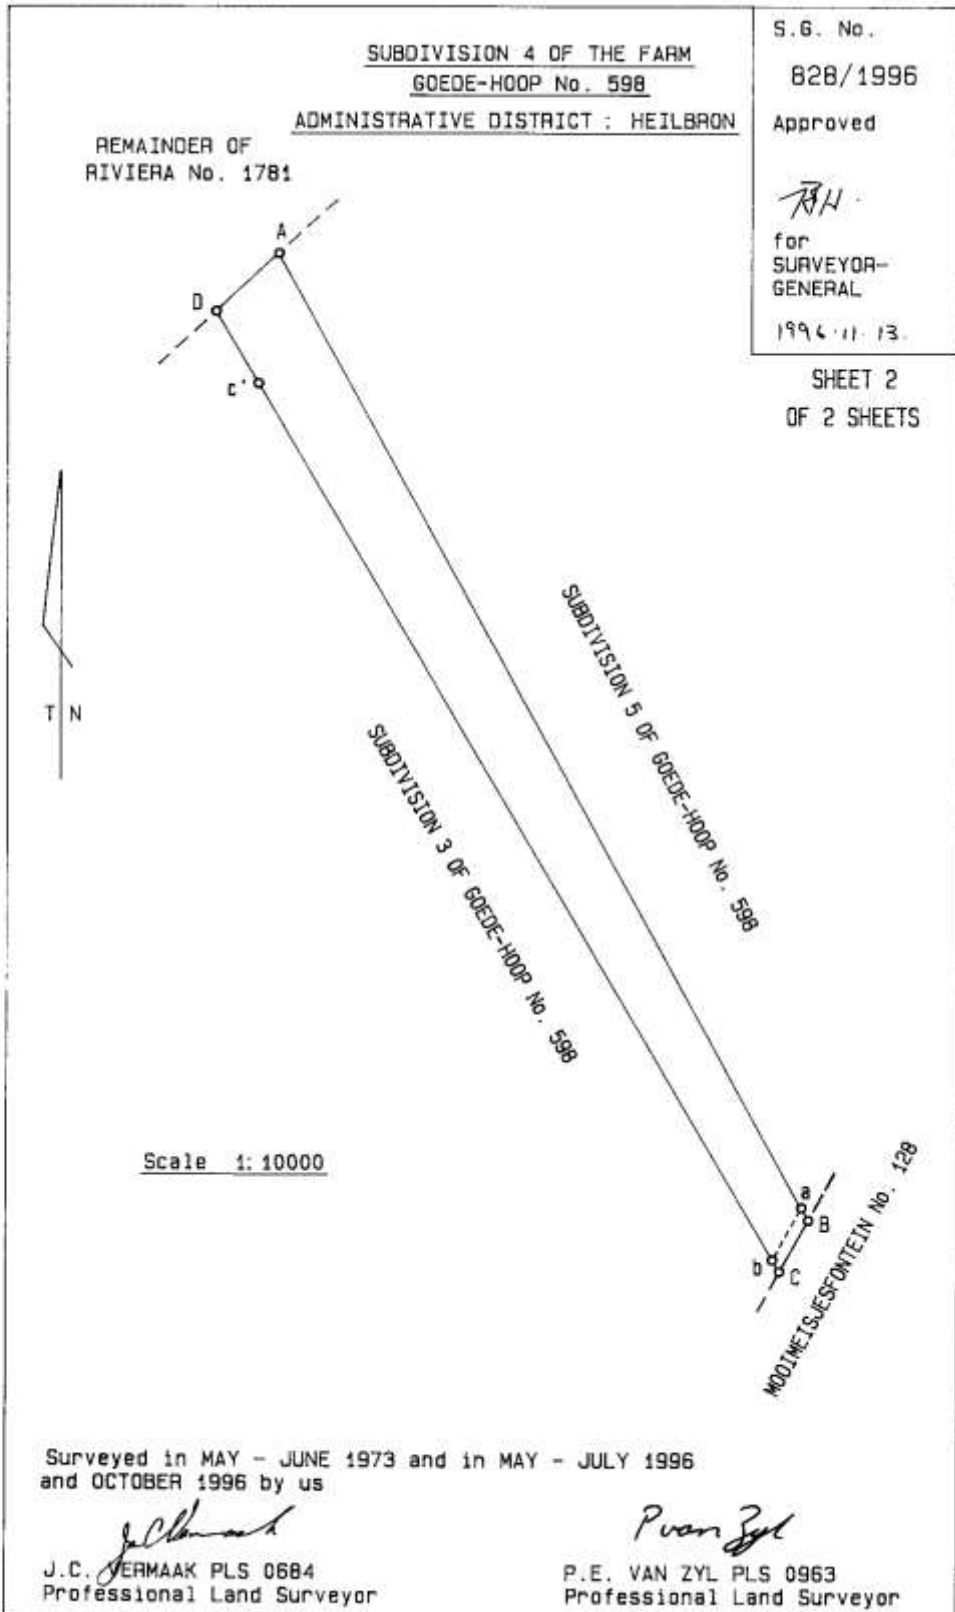 SUBDIVISION 4 OF THE FARM
GOEDE-HOOP No. 598
ADMINISTRATIVE DISTRICT : HEILBRON
S.G. No.
828/1996
Approved
for
SURVEYOR-
GENERAL
1996.11.13.
SHEET 2
OF 2 SHEETS
REMAINDER OF
RIVIERA No. 1781
A
D
c'
T N
SUBDIVISION 5 OF GOEDE-HOOP No. 598
SUBDIVISION 3 OF GOEDE-HOOP No. 598
Scale 1:10000
a
B
b
C
MOOIMEISJESFONTEIN No. 128
Surveyed in MAY - JUNE 1973 and in MAY - JULY 1996
and OCTOBER 1996 by us
P van Zyl
J.C. VERMAAK PLS 0684
Professional Land Surveyor
P.E. VAN ZYL PLS 0963
Professional Land Surveyor